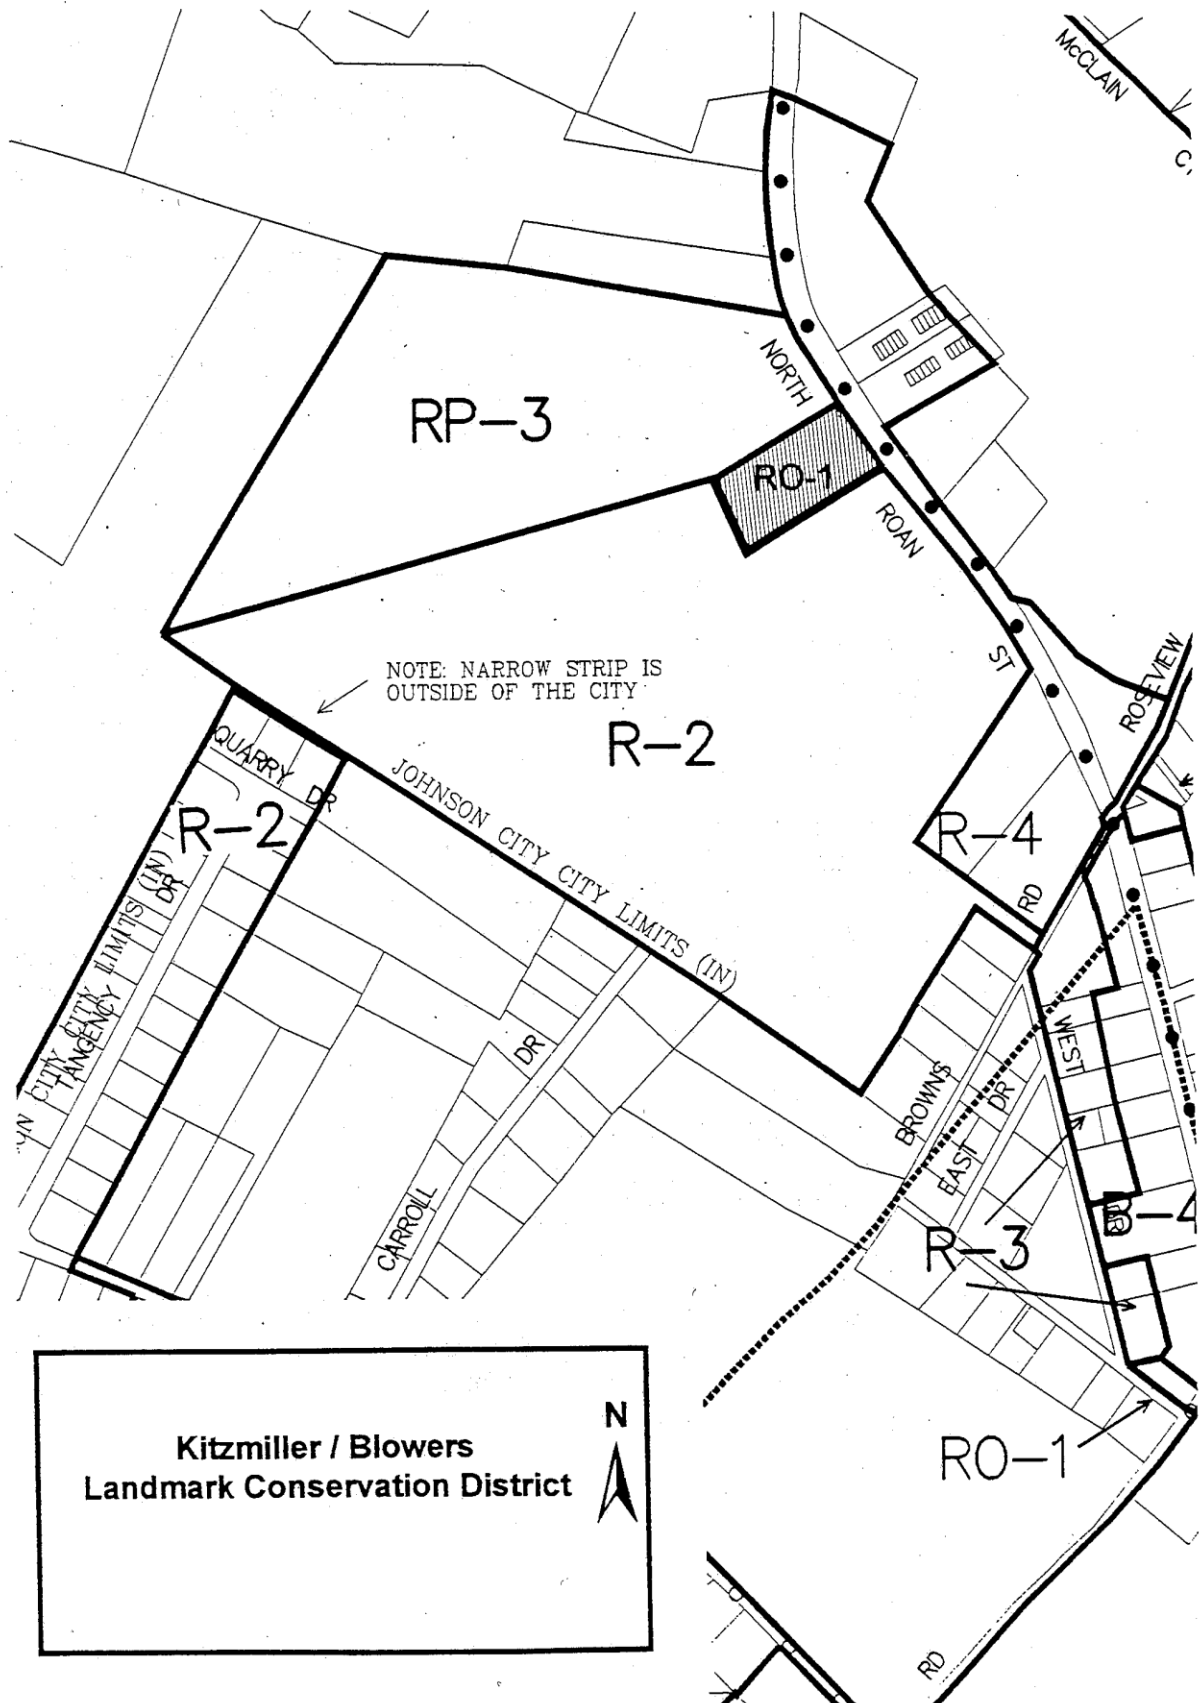 McCLAIN
C,
NORTH
RP-3
RO-1
ROAN
ST
ROSEVIEW
NOTE: NARROW STRIP IS
OUTSIDE OF THE CITY
R-2
QUARRY
DR
JOHNSON CITY CITY LIMITS (IN)
R-2
R-4
RD
DR
CITY CITY LIMITS (IN)
TANGENCY
WEST
DR
BROWNS
DR
EAST
CARROLL
R-3
B-4
DR
Kitzmiller / Blowers
Landmark Conservation District
N
RO-1
RD